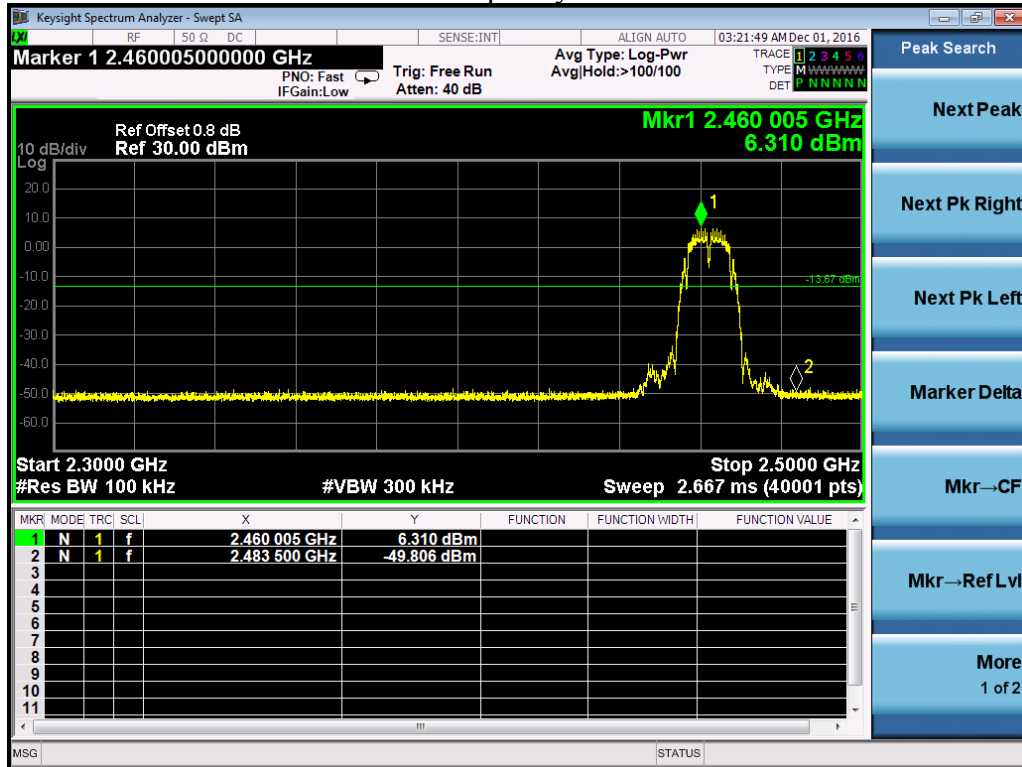 Keysight Spectrum Analyzer - Swept SA
LXI RF 50 Ω DC SENSE:INT ALIGN AUTO 03:21:49 AM Dec 01, 2016
Marker 1 2.460005000000 GHz
PNO: Fast
IFGain:Low
Trig: Free Run
Atten: 40 dB
Avg Type: Log-Pwr
Avg|Hold:>100/100
TRACE 1 2 3 4 5 6
TYPE M WWWWW
DET P N N N N N
Peak Search
Next Peak
Next Pk Right
Next Pk Left
Marker Delta
Mkr→CF
Mkr→Ref Lvl
More
1 of 2
Mkr1 2.460 005 GHz
6.310 dBm
Ref Offset 0.8 dB
10 dB/div Ref 30.00 dBm
Log
20.0
10.0
0.00
-10.0
-20.0
-30.0
-40.0
-50.0
-60.0
1
-13.67 dBm
2
Start 2.3000 GHz Stop 2.5000 GHz
#Res BW 100 kHz #VBW 300 kHz Sweep 2.667 ms (40001 pts)
MKR MODE TRC SCL X Y FUNCTION FUNCTION WIDTH FUNCTION VALUE
1 N 1 f 2.460 005 GHz 6.310 dBm
2 N 1 f 2.483 500 GHz -49.806 dBm
3
4
5
6
7
8
9
10
11
MSG STATUS